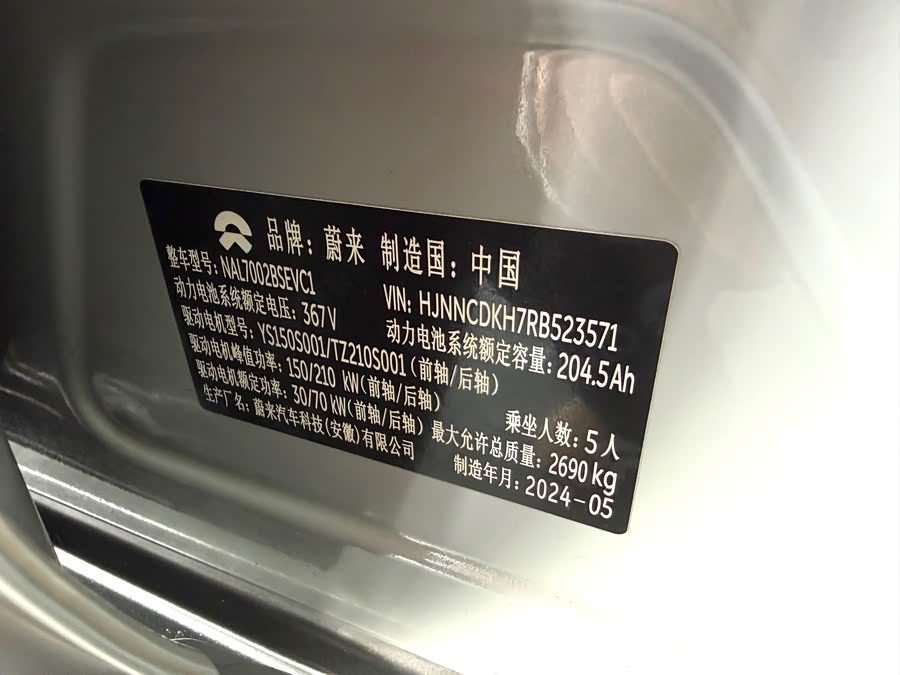 品牌：蔚来 制造国：中国
整车型号：NAL7002BSEVC1 VIN: HJNNCDKH7RB523571
动力电池系统额定电压：367V 动力电池系统额定容量：204.5Ah
驱动电机型号：YS150S001/TZ210S001（前轴/后轴）
驱动电机峰值功率：150/210 kW（前轴/后轴） 乘坐人数：5人
驱动电机额定功率：30/70 kW（前轴/后轴） 最大允许总质量：2690kg
生产厂名：蔚来汽车科技(安徽)有限公司 制造年月：2024-05